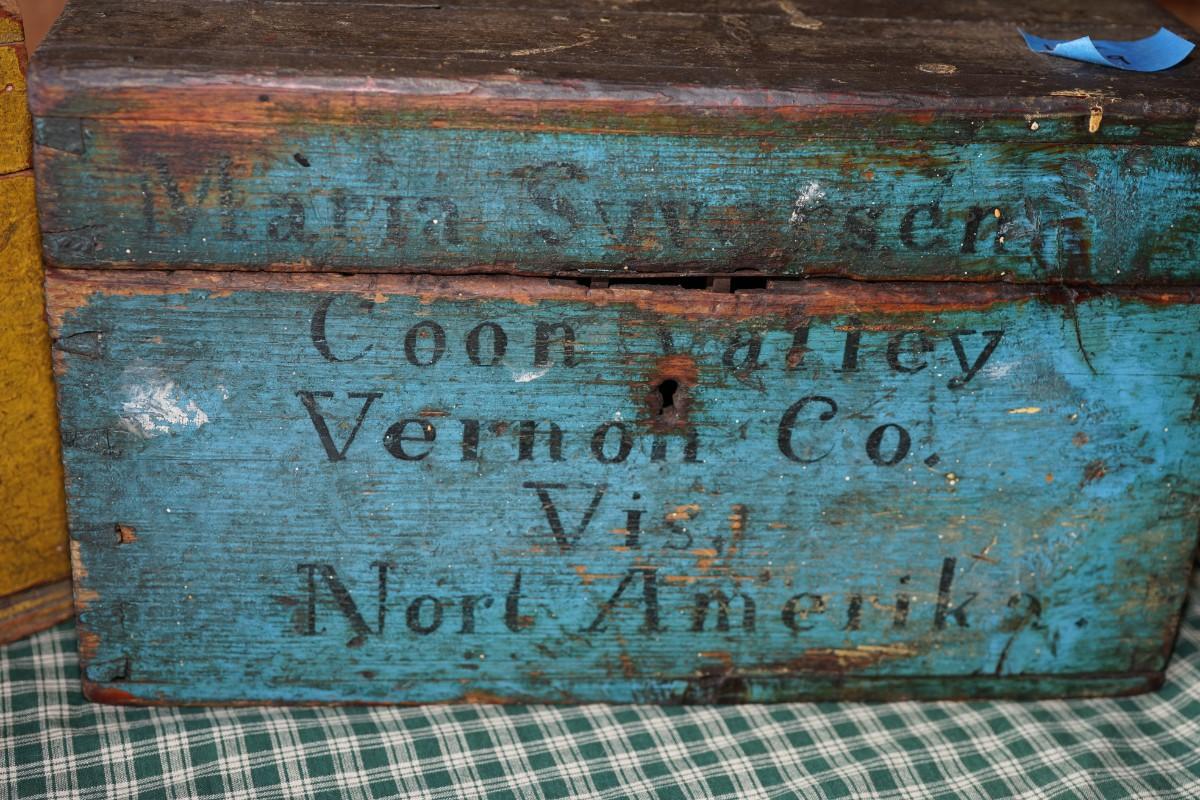 Maria
Coon valley
Vernon Co.
Vis,
Nort Amerika.